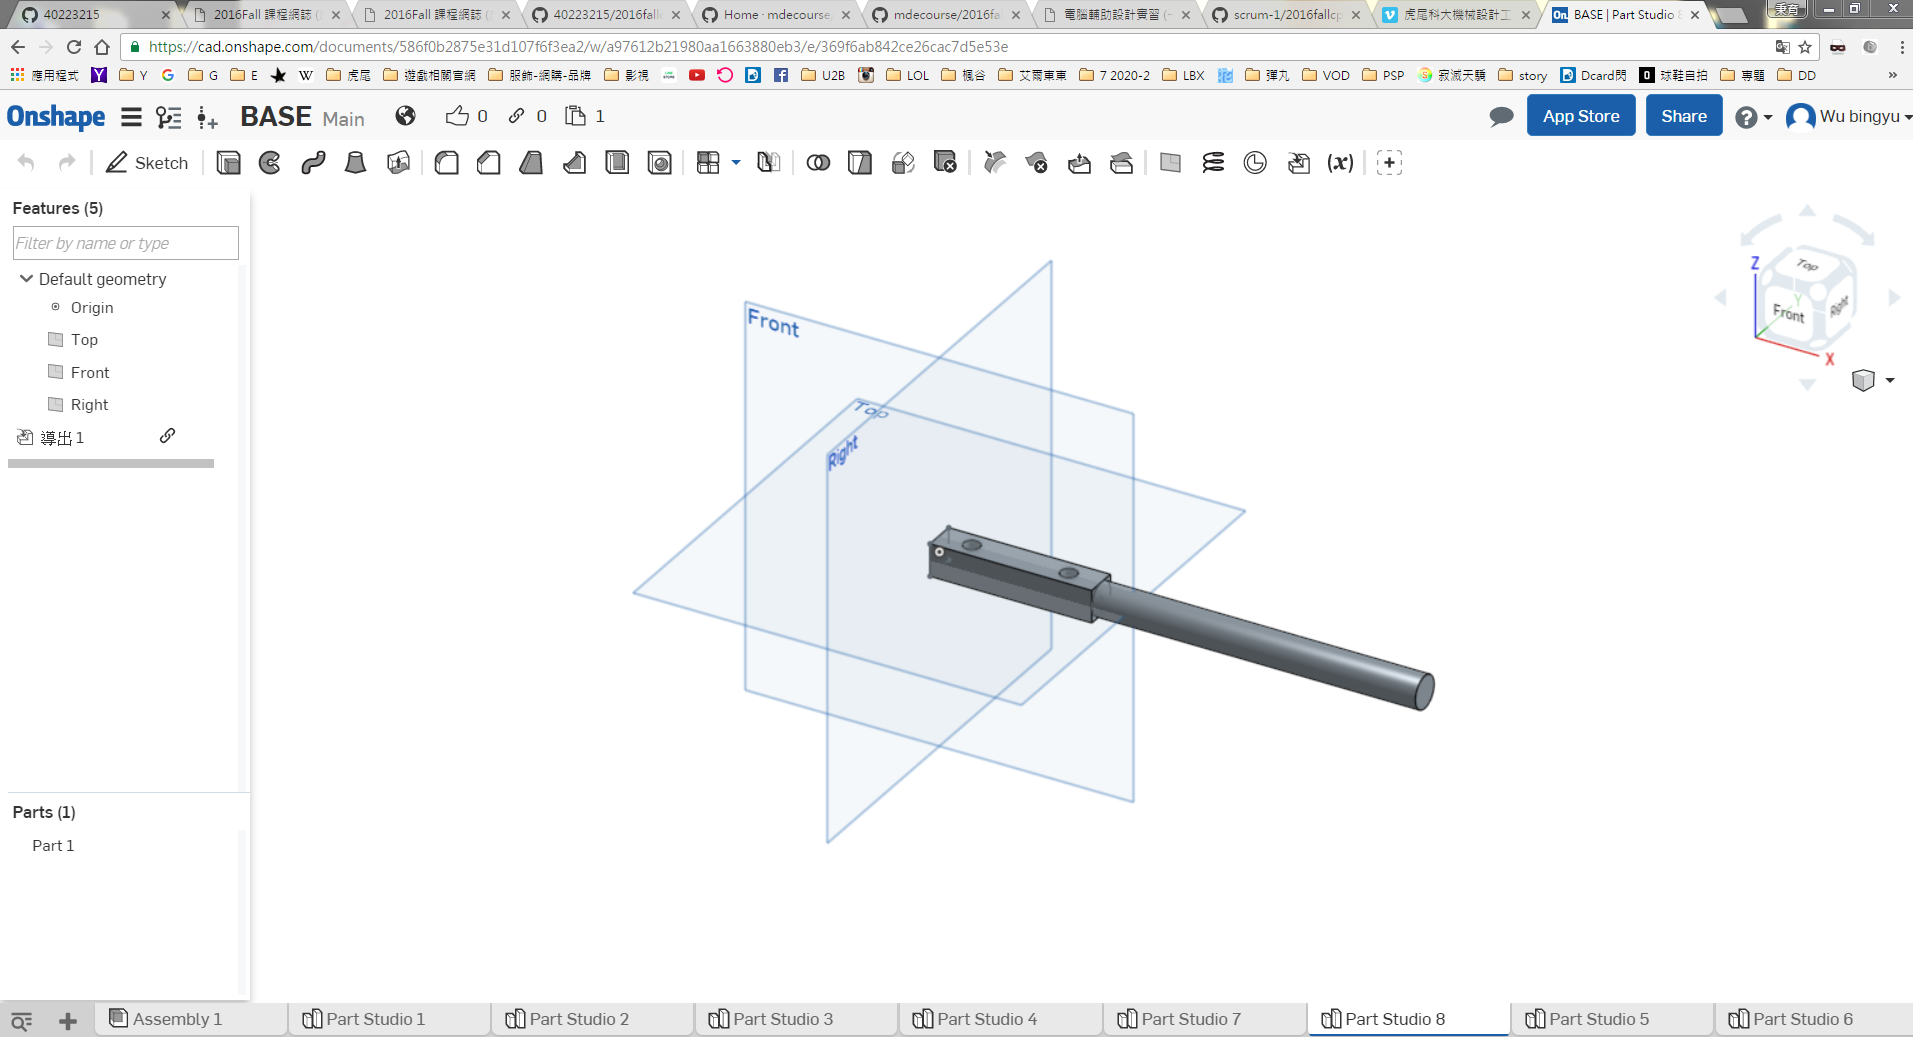 40223215
2016Fall 課程網誌 (
2016Fall 課程網誌 (
40223215/2016fall
Home · mdecourse
mdecourse/2016fa
電腦輔助設計實習 (
scrum-1/2016fallcp
虎尾科大機械設計工
BASE | Part Studio 8
https://cad.onshape.com/documents/586f0b2875e31d107f6f3ea2/w/a97612b21980aa1663880eb3/e/369f6ab842ce26cac7d5e53e
應用程式 Y G E W 虎尾 遊戲相關官網 服飾-網購-品牌 影視 U2B LOL 楓谷 艾爾東東 7 2020-2 LBX 彈丸 VOD PSP 寂滅天驕 story Dcard閃 球鞋自拍 專題 DD »
Onshape BASE Main 0 0 1 App Store Share ? Wu bingyu
Sketch (x)
Features (5)
Filter by name or type
Default geometry
Origin
Top
Front
Right
導出 1
Parts (1)
Part 1
Front
Top
Right
Z
Top
Y
Front
Right
X
Assembly 1 Part Studio 1 Part Studio 2 Part Studio 3 Part Studio 4 Part Studio 7 Part Studio 8 Part Studio 5 Part Studio 6